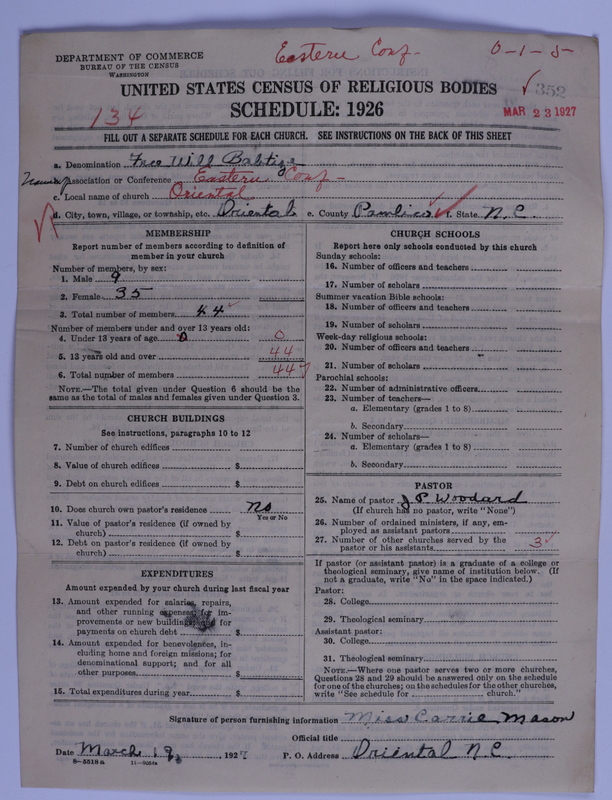 DEPARTMENT OF COMMERCE
BUREAU OF THE CENSUS
WASHINGTON
Eastern Conf-
0-1-5
352
UNITED STATES CENSUS OF RELIGIOUS BODIES
134
SCHEDULE: 1926
MAR 23 1927
FILL OUT A SEPARATE SCHEDULE FOR EACH CHURCH. SEE INSTRUCTIONS ON THE BACK OF THIS SHEET
a. Denomination Free Will Baptize
Association or Conference Eastern Conf-
c. Local name of church Oriental
d. City, town, village, or township, etc. Oriental e. County Pamlico f. State N.C.
MEMBERSHIP
Report number of members according to definition of
member in your church
Number of members, by sex:
1. Male 9
2. Female 35
3. Total number of members 44
Number of members under and over 13 years old:
4. Under 13 years of age 0 0
5. 13 years old and over 44
6. Total number of members 44
NOTE.—The total given under Question 6 should be the
same as the total of males and females given under Question 3.
CHURCH BUILDINGS
See instructions, paragraphs 10 to 12
7. Number of church edifices
8. Value of church edifices $
9. Debt on church edifices $
10. Does church own pastor's residence No
Yes or No
11. Value of pastor's residence (if owned by
church) $
12. Debt on pastor's residence (if owned by
church) $
EXPENDITURES
Amount expended by your church during last fiscal year
13. Amount expended for salaries, repairs,
and other running expenses; for im-
provements or new buildings; for
payments on church debt $
14. Amount expended for benevolences, in-
cluding home and foreign missions; for
denominational support; and for all
other purposes $
15. Total expenditures during year $
CHURCH SCHOOLS
Report here only schools conducted by this church
Sunday schools:
16. Number of officers and teachers
17. Number of scholars
Summer vacation Bible schools:
18. Number of officers and teachers
19. Number of scholars
Week-day religious schools:
20. Number of officers and teachers
21. Number of scholars
Parochial schools:
22. Number of administrative officers
23. Number of teachers—
a. Elementary (grades 1 to 8)
b. Secondary
24. Number of scholars—
a. Elementary (grades 1 to 8)
b. Secondary
PASTOR
25. Name of pastor J. P. Woodard
(If church has no pastor, write "None")
26. Number of ordained ministers, if any, em-
ployed as assistant pastors
27. Number of other churches served by the
pastor or his assistants 3
If pastor (or assistant pastor) is a graduate of a college or
theological seminary, give name of institution below. (If
not a graduate, write "No" in the space indicated.)
Pastor:
28. College
29. Theological seminary
Assistant pastor:
30. College
31. Theological seminary
NOTE.—Where one pastor serves two or more churches,
Questions 28 and 29 should be answered only on the schedule
for one of the churches; on the schedules for the other churches,
write "See schedule for church."
Signature of person furnishing information Miss Carrie Mason
Official title
Date March 19, 1927 P. O. Address Oriental N.C.
8-5518a 11-9084a